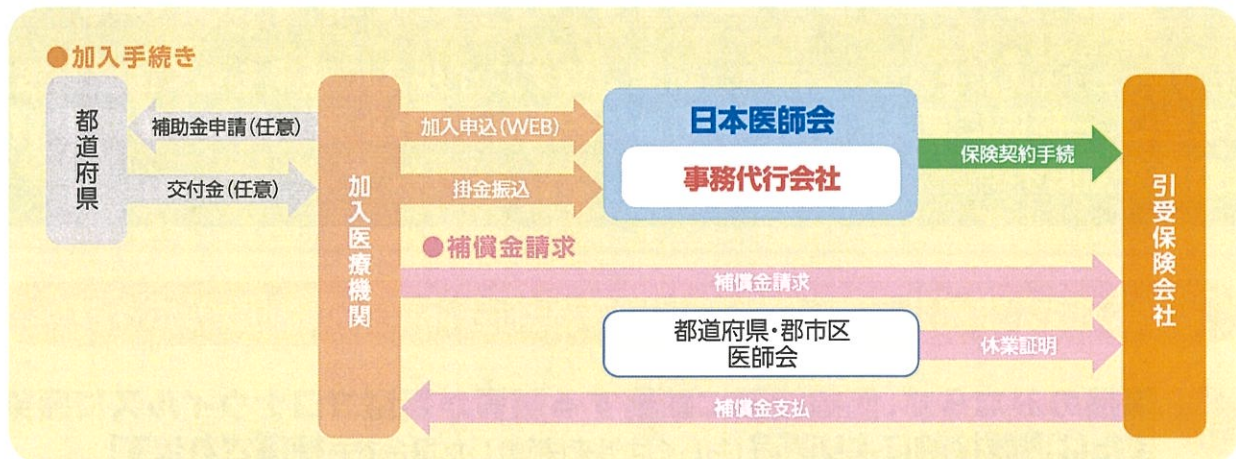 ●加入手続き
都道府県
補助金申請(任意)
交付金(任意)
加入医療機関
加入申込(WEB)
掛金振込
日本医師会
事務代行会社
保険契約手続
引受保険会社
●補償金請求
補償金請求
都道府県・郡市区
医師会
休業証明
補償金支払